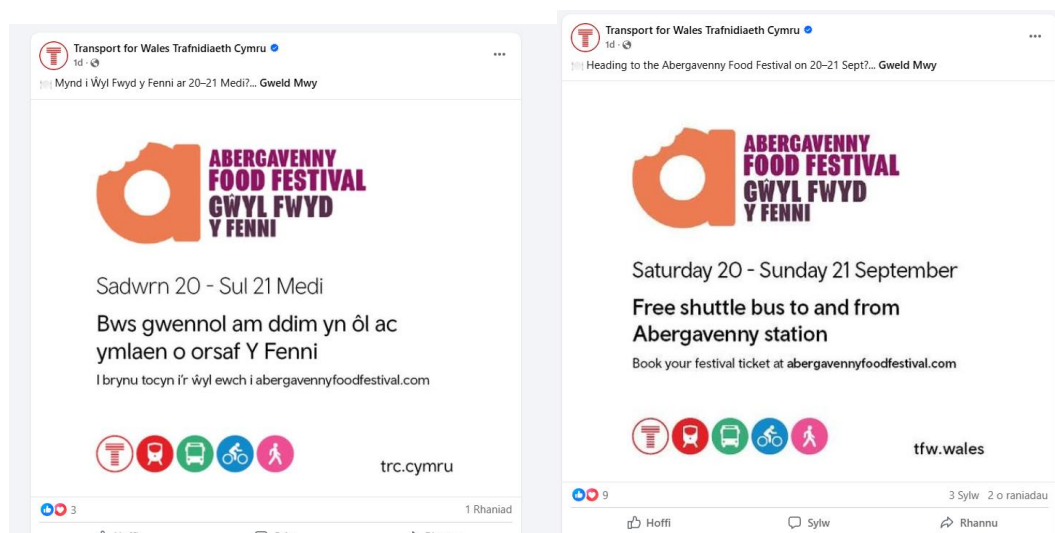 Transport for Wales Trafnidiaeth Cymru
1d
Mynd i Ŵyl Fwyd y Fenni ar 20–21 Medi?... Gweld Mwy
ABERGAVENNY
FOOD FESTIVAL
GŴYL FWYD
Y FENNI
Sadwrn 20 - Sul 21 Medi
Bws gwennol am ddim yn ôl ac
ymlaen o orsaf Y Fenni
I brynu tocyn i'r ŵyl ewch i abergavennyfoodfestival.com
trc.cymru
3
1 Rhaniad
Transport for Wales Trafnidiaeth Cymru
1d
Heading to the Abergavenny Food Festival on 20–21 Sept?... Gweld Mwy
ABERGAVENNY
FOOD FESTIVAL
GŴYL FWYD
Y FENNI
Saturday 20 - Sunday 21 September
Free shuttle bus to and from
Abergavenny station
Book your festival ticket at abergavennyfoodfestival.com
tfw.wales
9
3 Sylw 2 o raniadau
Hoffi Sylw Rhannu